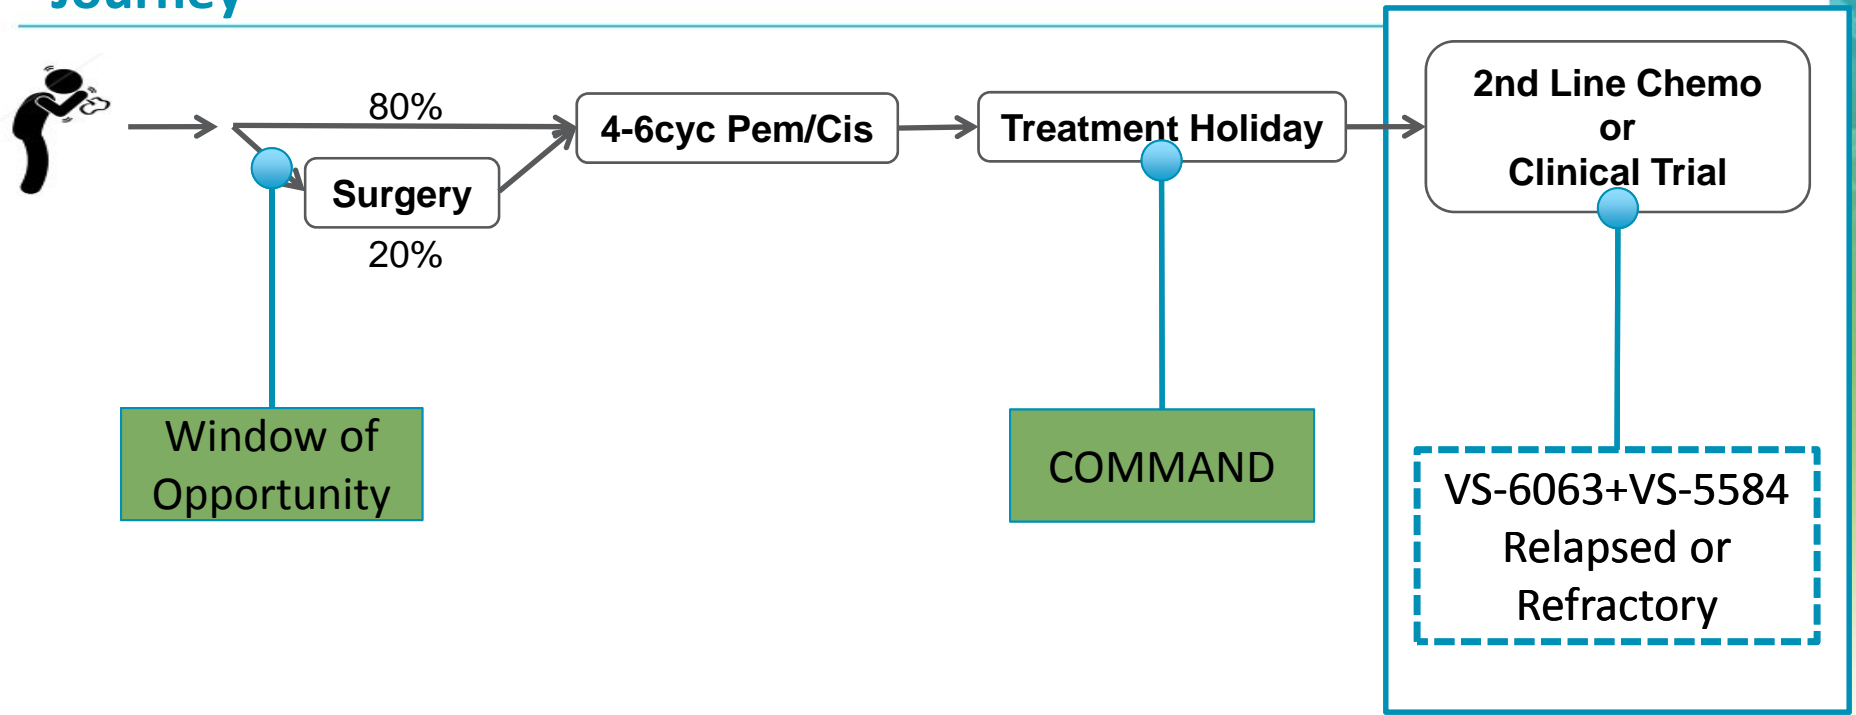 Journey
80%
4-6cyc Pem/Cis
Treatment Holiday
2nd Line Chemo
or
Clinical Trial
Surgery
20%
Window of
Opportunity
COMMAND
VS-6063+VS-5584
Relapsed or
Refractory